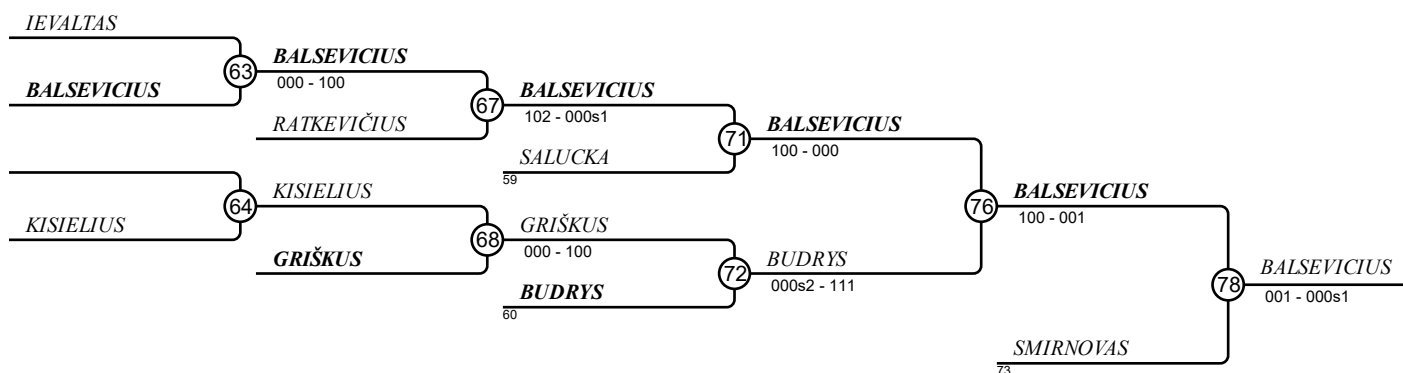 IEVALTAS
BALSEVICIUS
63
BALSEVICIUS
000 - 100
RATKEVIČIUS
67
BALSEVICIUS
102 - 000s1
SALUCKA
59
71
BALSEVICIUS
100 - 000
KISIELIUS
64
KISIELIUS
GRIŠKUS
68
GRIŠKUS
000 - 100
BUDRYS
60
72
BUDRYS
000s2 - 111
76
BALSEVICIUS
100 - 001
SMIRNOVAS
73
78
BALSEVICIUS
001 - 000s1